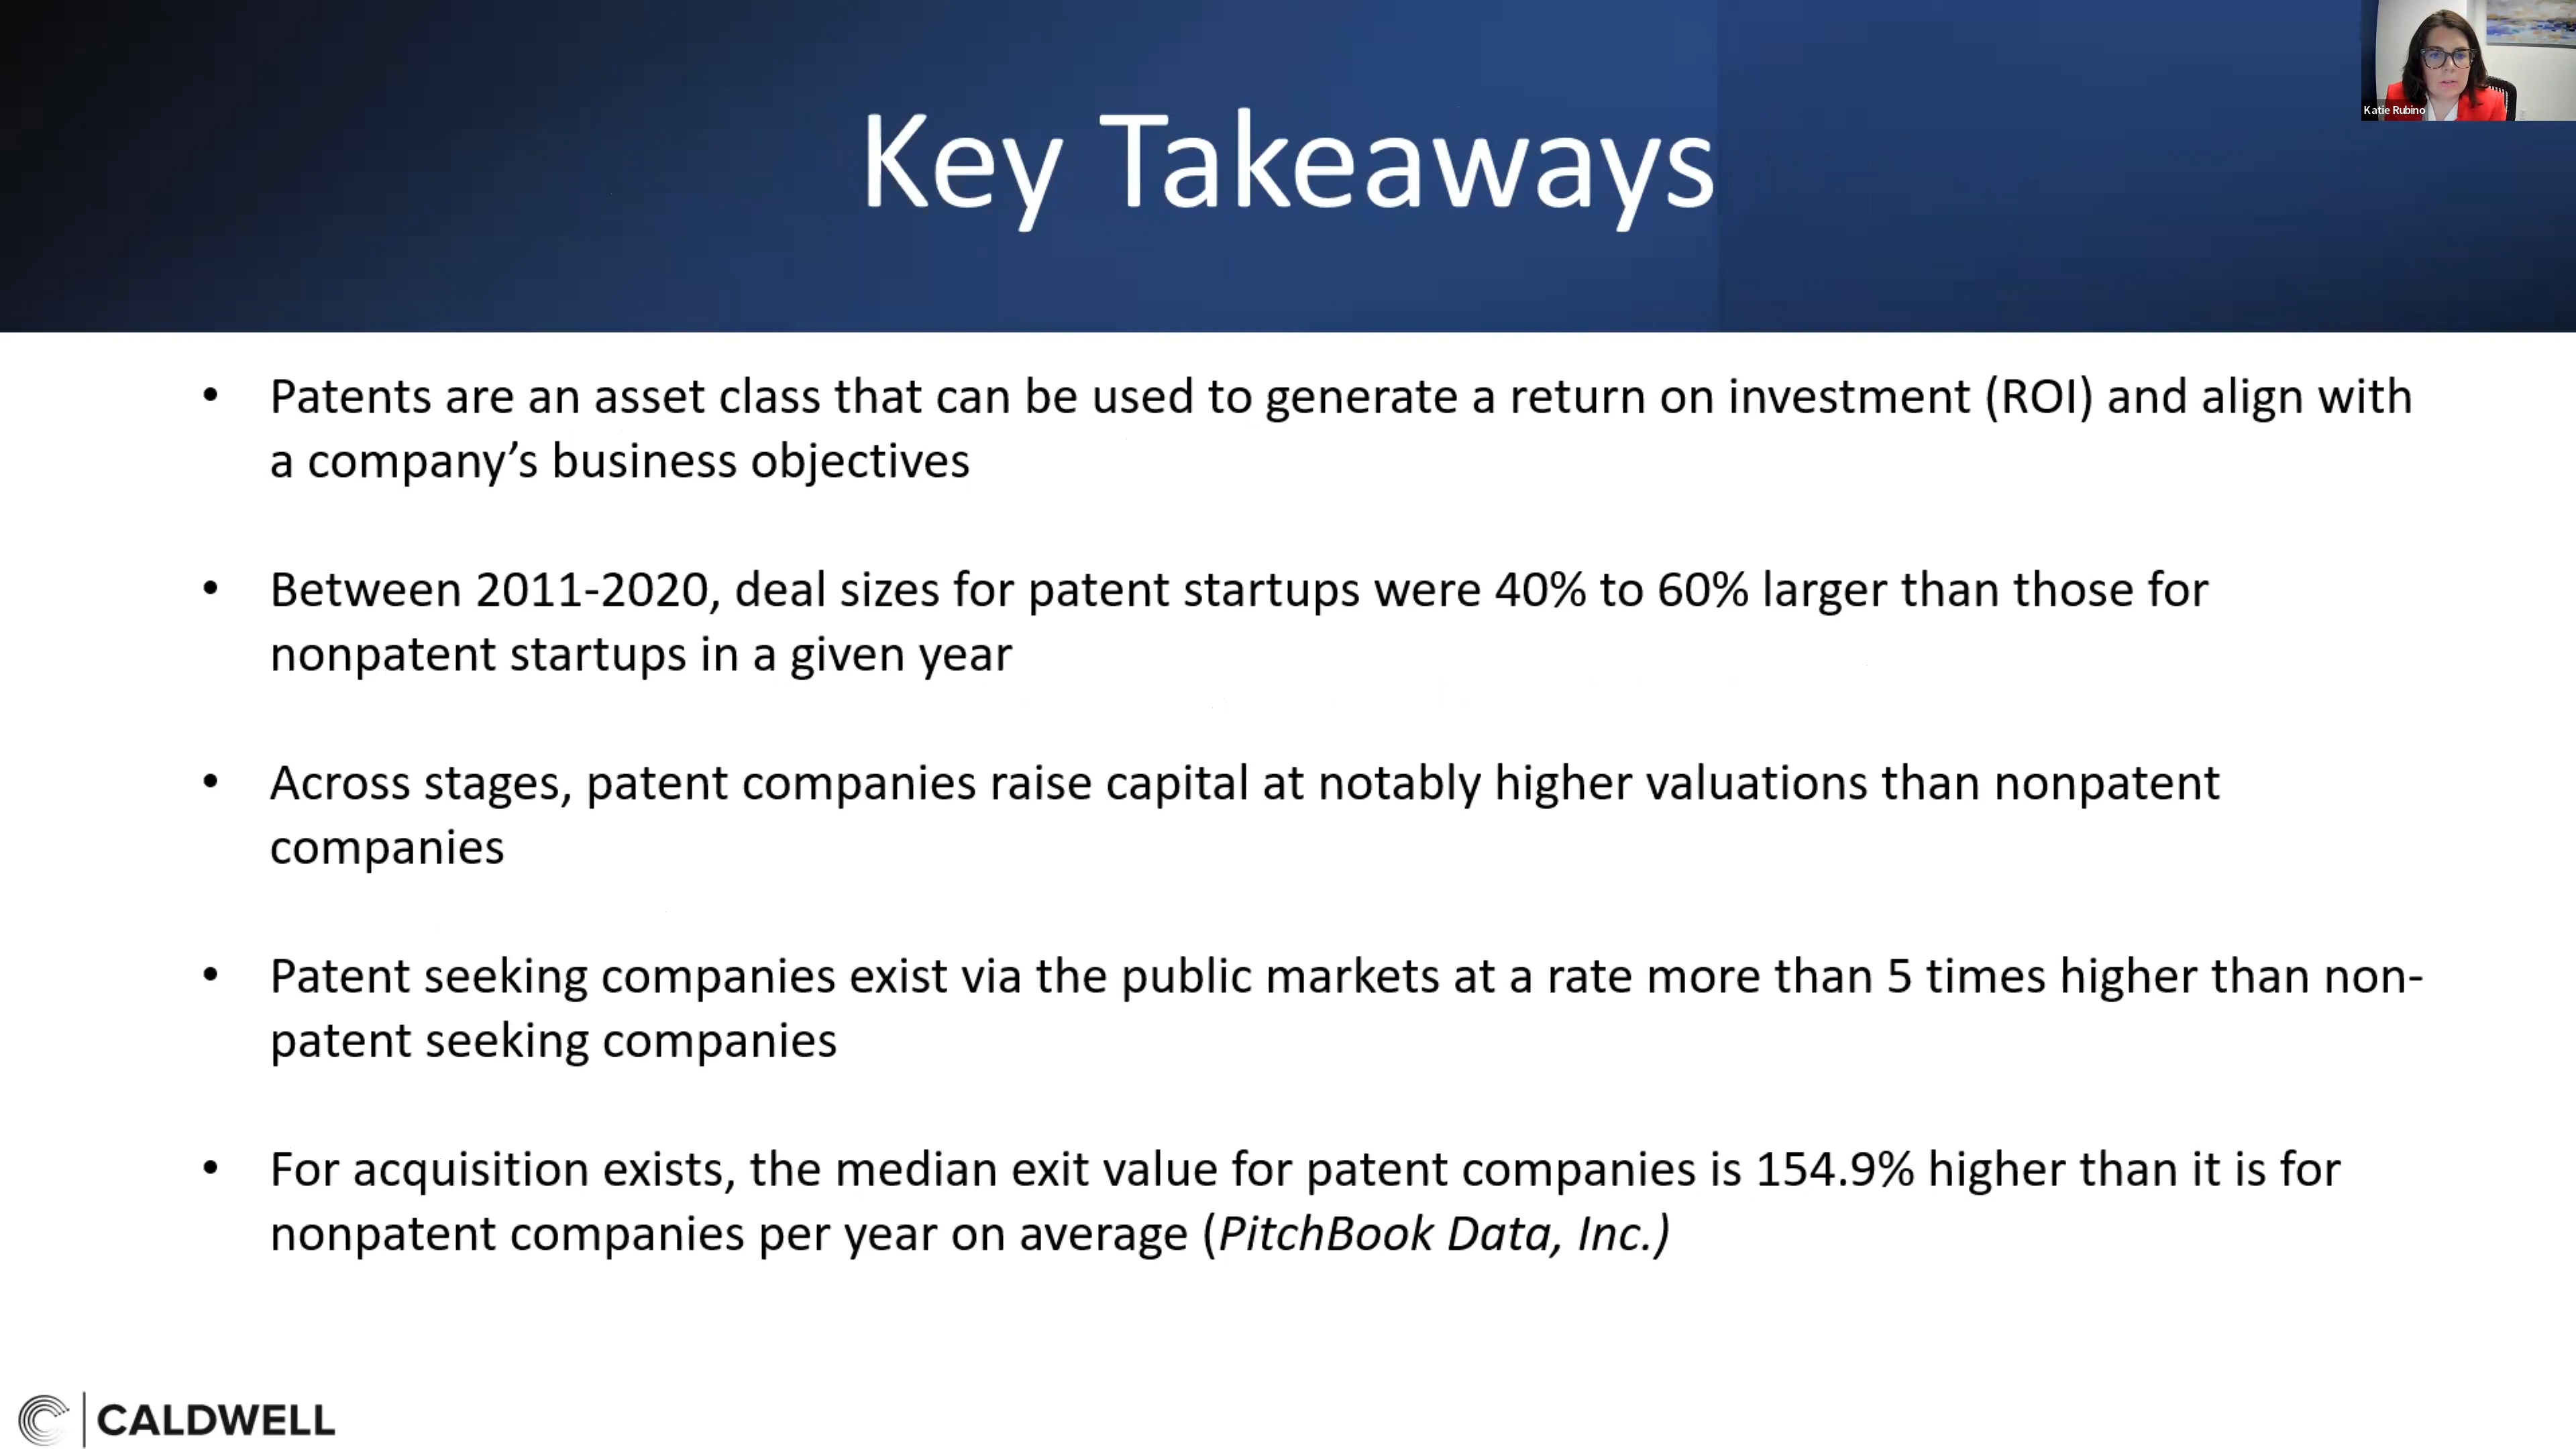 Katie Rubino
Key Takeaways
• Patents are an asset class that can be used to generate a return on investment (ROI) and align with
a company’s business objectives
• Between 2011-2020, deal sizes for patent startups were 40% to 60% larger than those for
nonpatent startups in a given year
• Across stages, patent companies raise capital at notably higher valuations than nonpatent
companies
• Patent seeking companies exist via the public markets at a rate more than 5 times higher than non-
patent seeking companies
• For acquisition exists, the median exit value for patent companies is 154.9% higher than it is for
nonpatent companies per year on average (PitchBook Data, Inc.)
CALDWELL